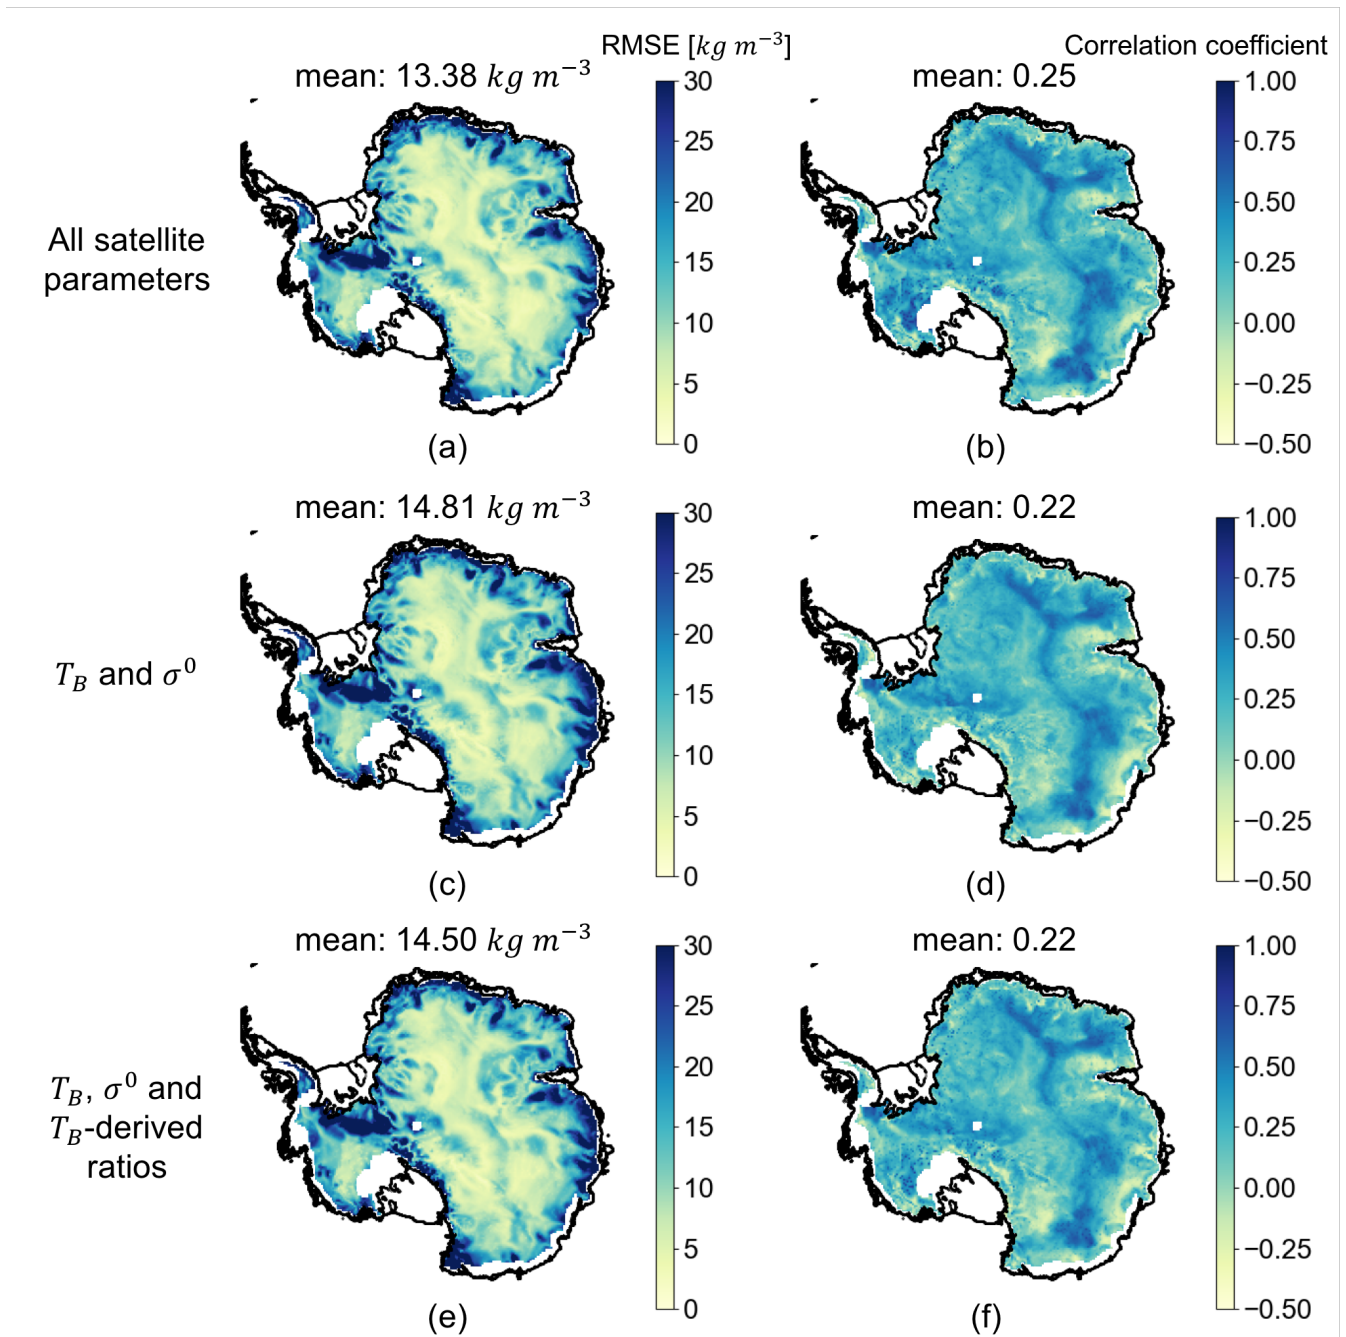 RMSE [kg m⁻³]
Correlation coefficient
mean: 13.38 kg m⁻³
mean: 0.25
All satellite
parameters
30
25
20
15
10
5
0
1.00
0.75
0.50
0.25
0.00
−0.25
−0.50
(a)
(b)
mean: 14.81 kg m⁻³
mean: 0.22
T_B and σ⁰
30
25
20
15
10
5
0
1.00
0.75
0.50
0.25
0.00
−0.25
−0.50
(c)
(d)
mean: 14.50 kg m⁻³
mean: 0.22
T_B, σ⁰ and
T_B-derived
ratios
30
25
20
15
10
5
0
1.00
0.75
0.50
0.25
0.00
−0.25
−0.50
(e)
(f)